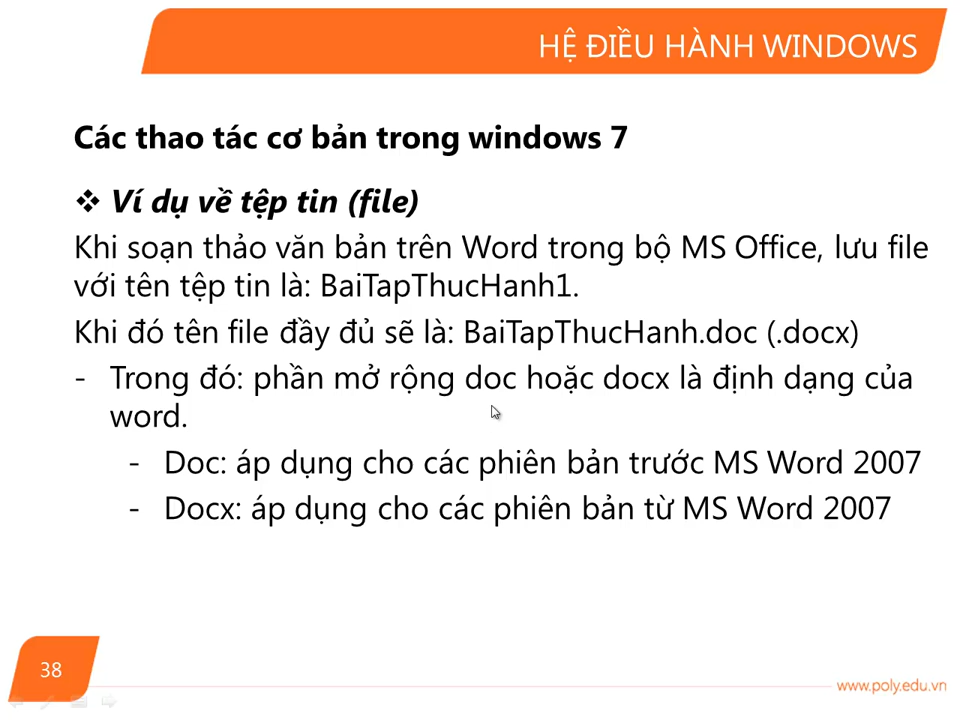 HỆ ĐIỀU HÀNH WINDOWS
Các thao tác cơ bản trong windows 7
❖ Ví dụ về tệp tin (file)
Khi soạn thảo văn bản trên Word trong bộ MS Office, lưu file
với tên tệp tin là: BaiTapThucHanh1.
Khi đó tên file đầy đủ sẽ là: BaiTapThucHanh.doc (.docx)
- Trong đó: phần mở rộng doc hoặc docx là định dạng của
word.
- Doc: áp dụng cho các phiên bản trước MS Word 2007
- Docx: áp dụng cho các phiên bản từ MS Word 2007
38
www.poly.edu.vn